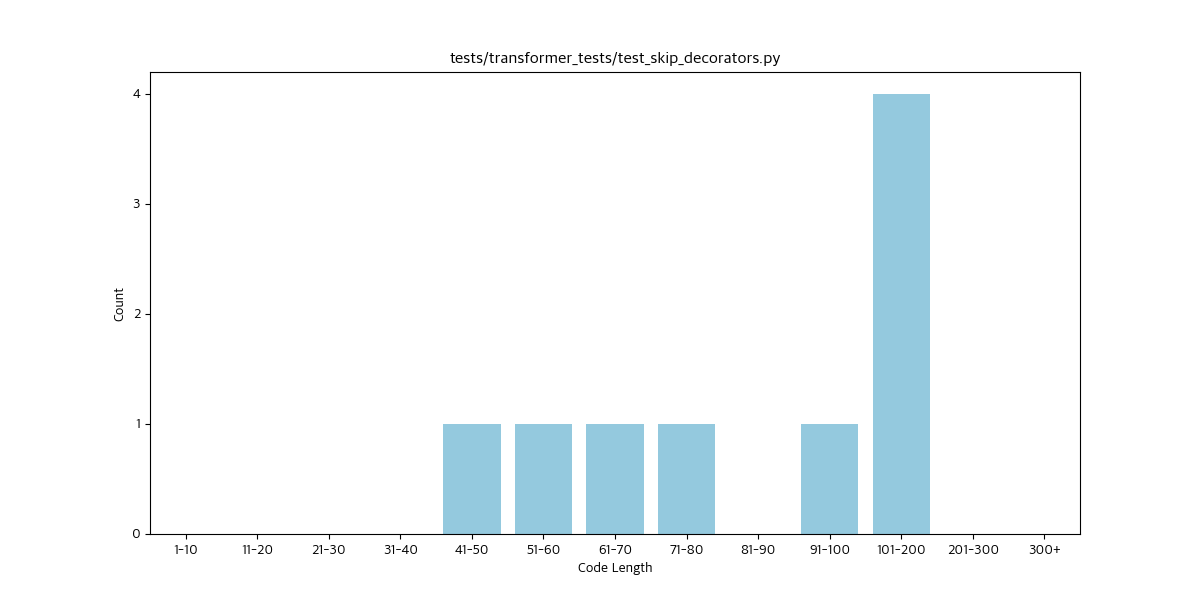 tests/transformer_tests/test_skip_decorators.py
4
3
2
1
0
Count
1-10 11-20 21-30 31-40 41-50 51-60 61-70 71-80 81-90 91-100 101-200 201-300 300+
Code Length